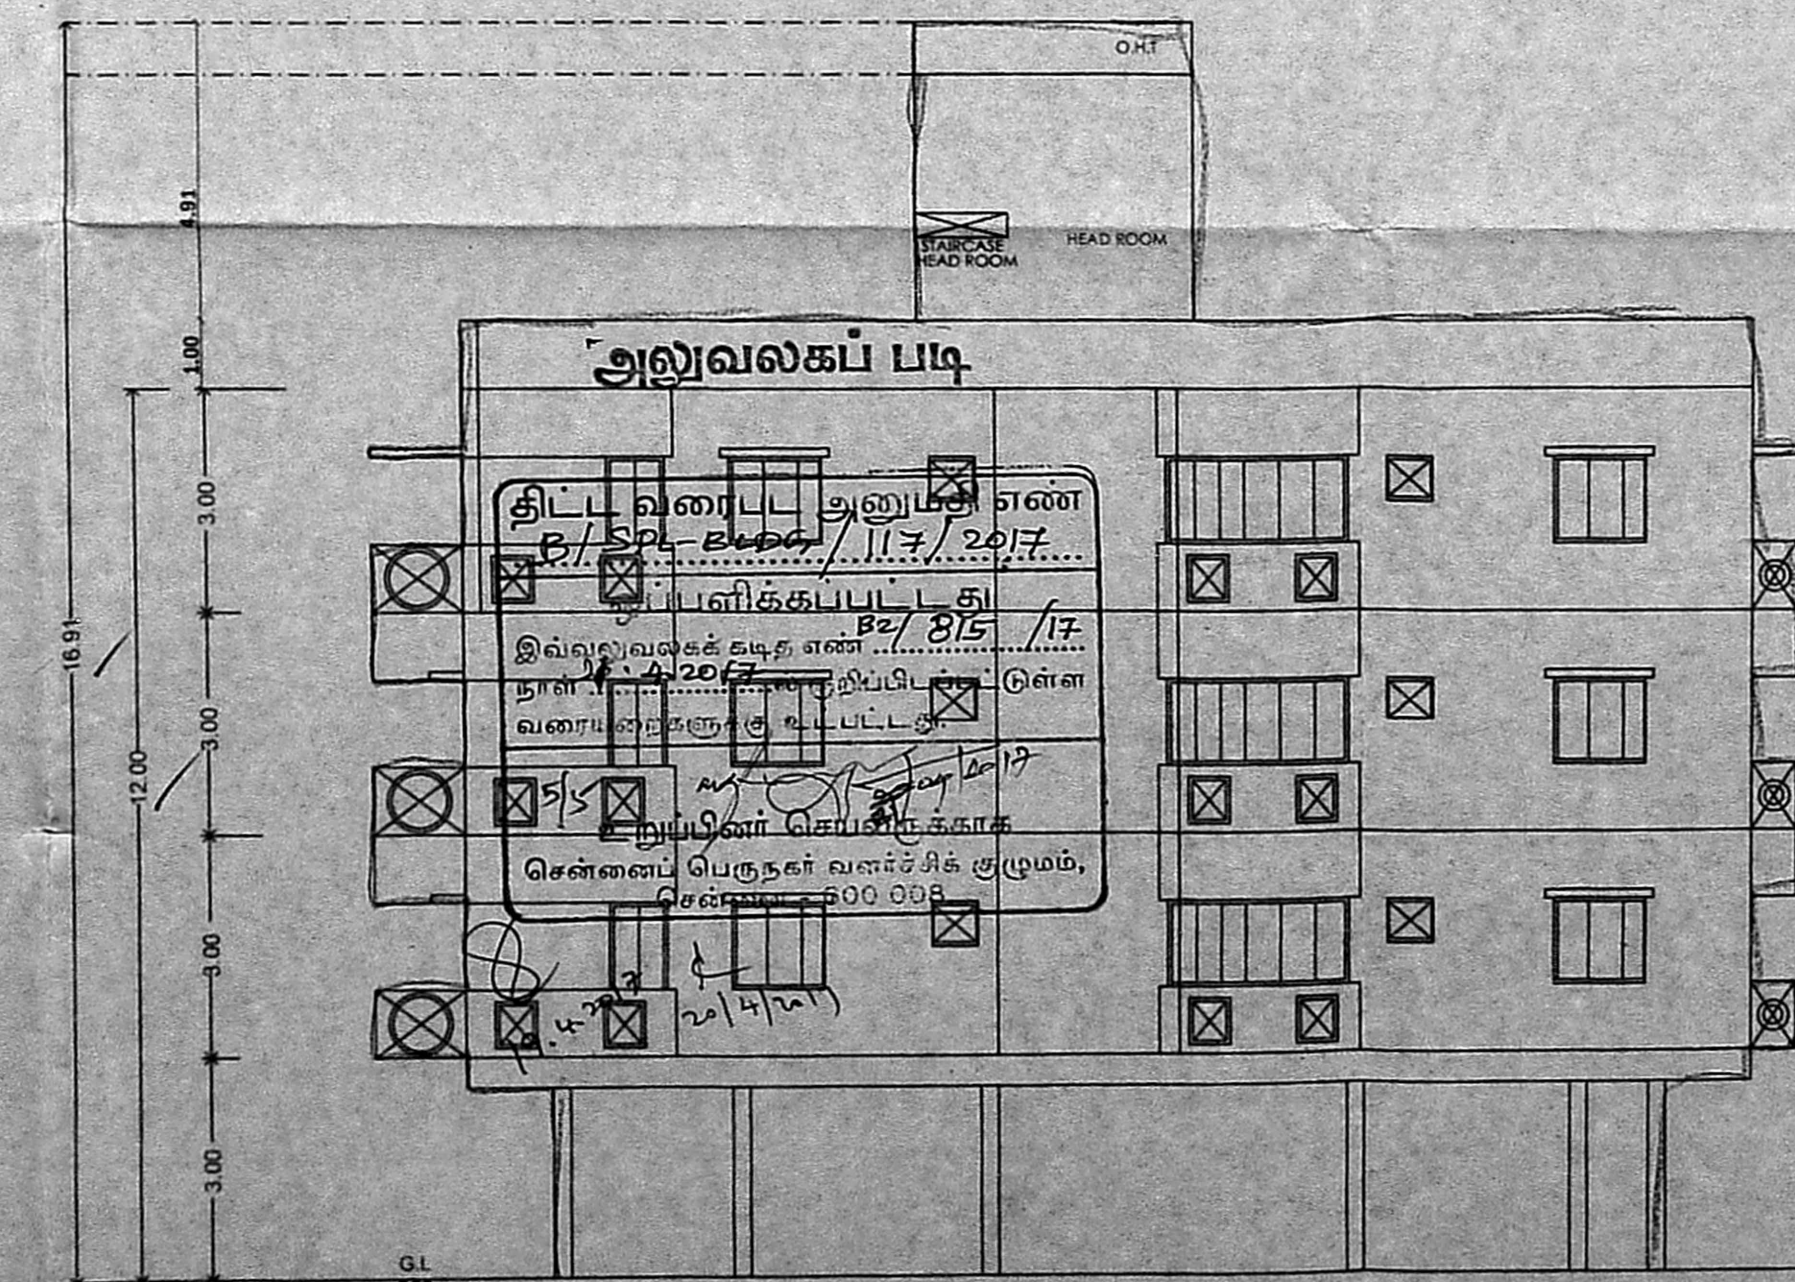 O.H.T
4.91
STAIRCASE
HEAD ROOM
HEAD ROOM
1.00
அலுவலகப் படி
3.00
திட்ட வரைபட அனுமதி எண்
B/SPL-BLDG/117/2017
ஒப்பளிக்கப்பட்டது
இவ்வலுவலகக் கடித எண் B2/815 /17
16.91
நாள் .4.2017 ல் குறிப்பிடப்பட்டுள்ள
3.00
வரையறைகளுக்கு உட்பட்டது.
12.00
5/5
உறுப்பினர் செயலருக்காக
சென்னைப் பெருநகர் வளர்ச்சிக் குழுமம்,
சென்னை - 600 008
3.00
20/4/2017
3.00
G.L